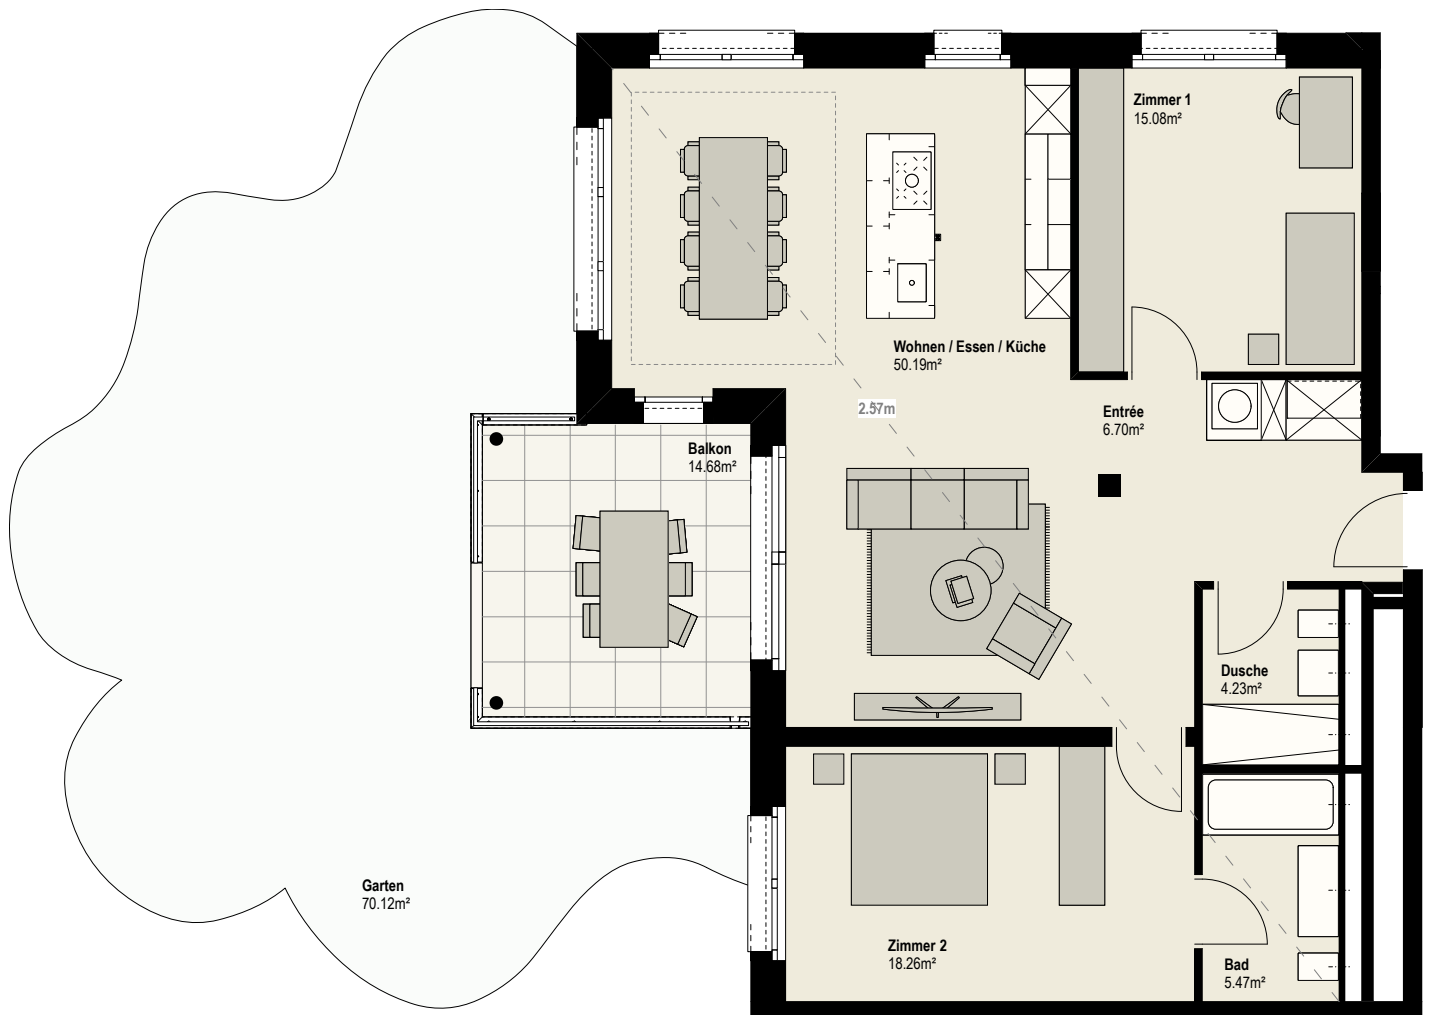 Zimmer 1
15.08m²
Wohnen / Essen / Küche
50.19m²
2.57m
Entrée
6.70m²
Balkon
14.68m²
Dusche
4.23m²
Garten
70.12m²
Zimmer 2
18.26m²
Bad
5.47m²